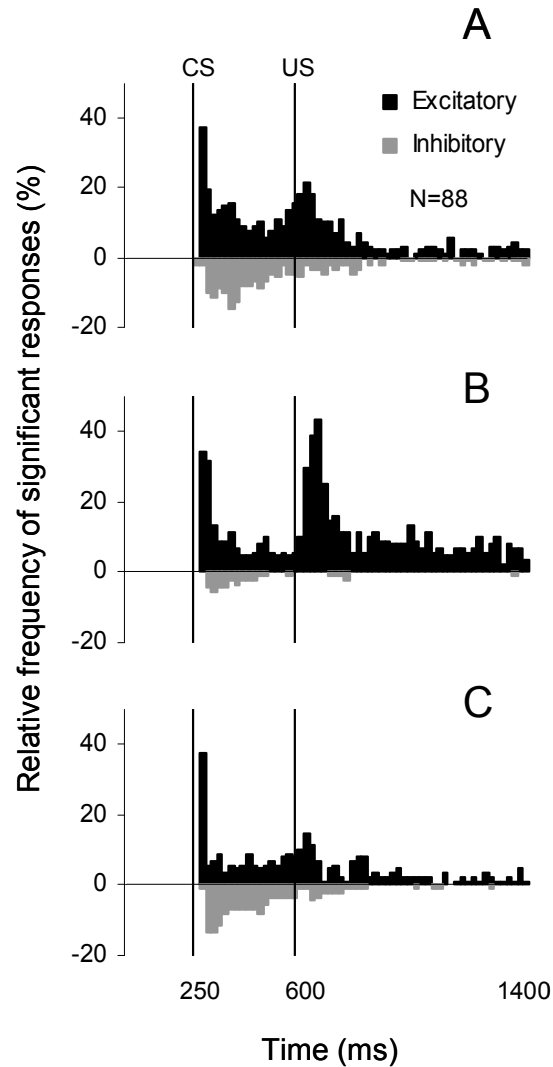 A
CS US
Excitatory
Inhibitory
N=88
40
20
0
-20
B
40
20
0
-20
C
40
20
0
-20
250 600 1400
Time (ms)
Relative frequency of significant responses (%)